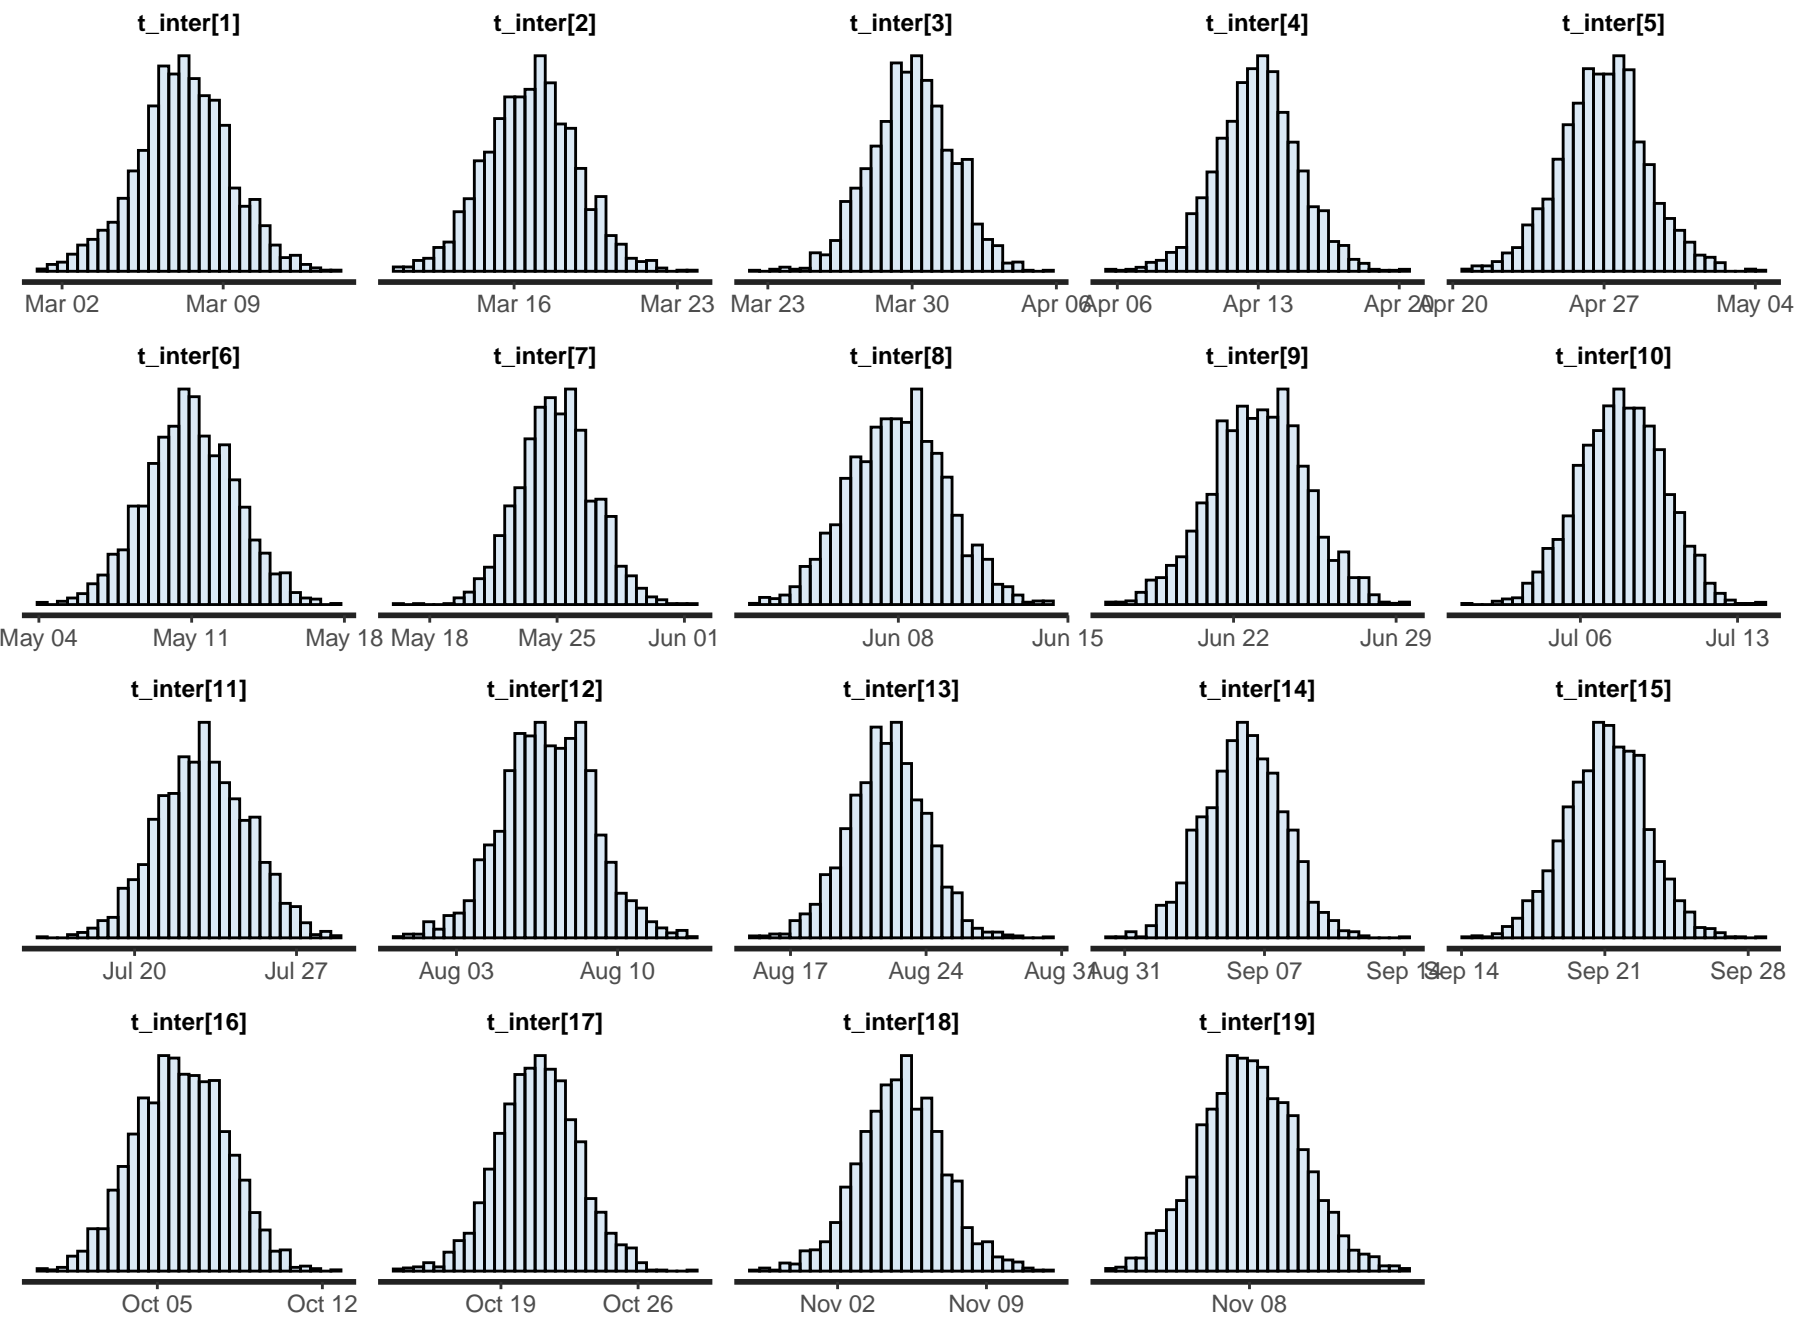 t_inter[1] t_inter[2] t_inter[3] t_inter[4] t_inter[5]
Mar 02 Mar 09 Mar 16 Mar 23 Mar 23 Mar 30 Apr 06 Apr 06 Apr 13 Apr 20 Apr 20 Apr 27 May 04
t_inter[6] t_inter[7] t_inter[8] t_inter[9] t_inter[10]
May 04 May 11 May 18 May 18 May 25 Jun 01 Jun 08 Jun 15 Jun 22 Jun 29 Jul 06 Jul 13
t_inter[11] t_inter[12] t_inter[13] t_inter[14] t_inter[15]
Jul 20 Jul 27 Aug 03 Aug 10 Aug 17 Aug 24 Aug 31 Aug 31 Sep 07 Sep 14 Sep 14 Sep 21 Sep 28
t_inter[16] t_inter[17] t_inter[18] t_inter[19]
Oct 05 Oct 12 Oct 19 Oct 26 Nov 02 Nov 09 Nov 08